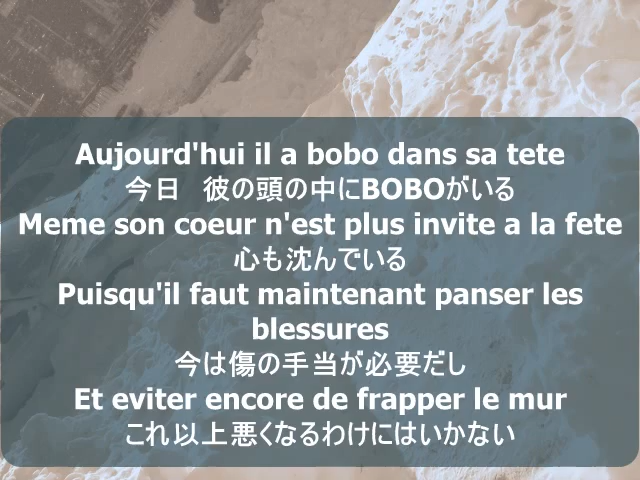 Aujourd'hui il a bobo dans sa tete
今日　彼の頭の中にBOBOがいる
Meme son coeur n'est plus invite a la fete
心も沈んでいる
Puisqu'il faut maintenant panser les
blessures
今は傷の手当が必要だし
Et eviter encore de frapper le mur
これ以上悪くなるわけにはいかない